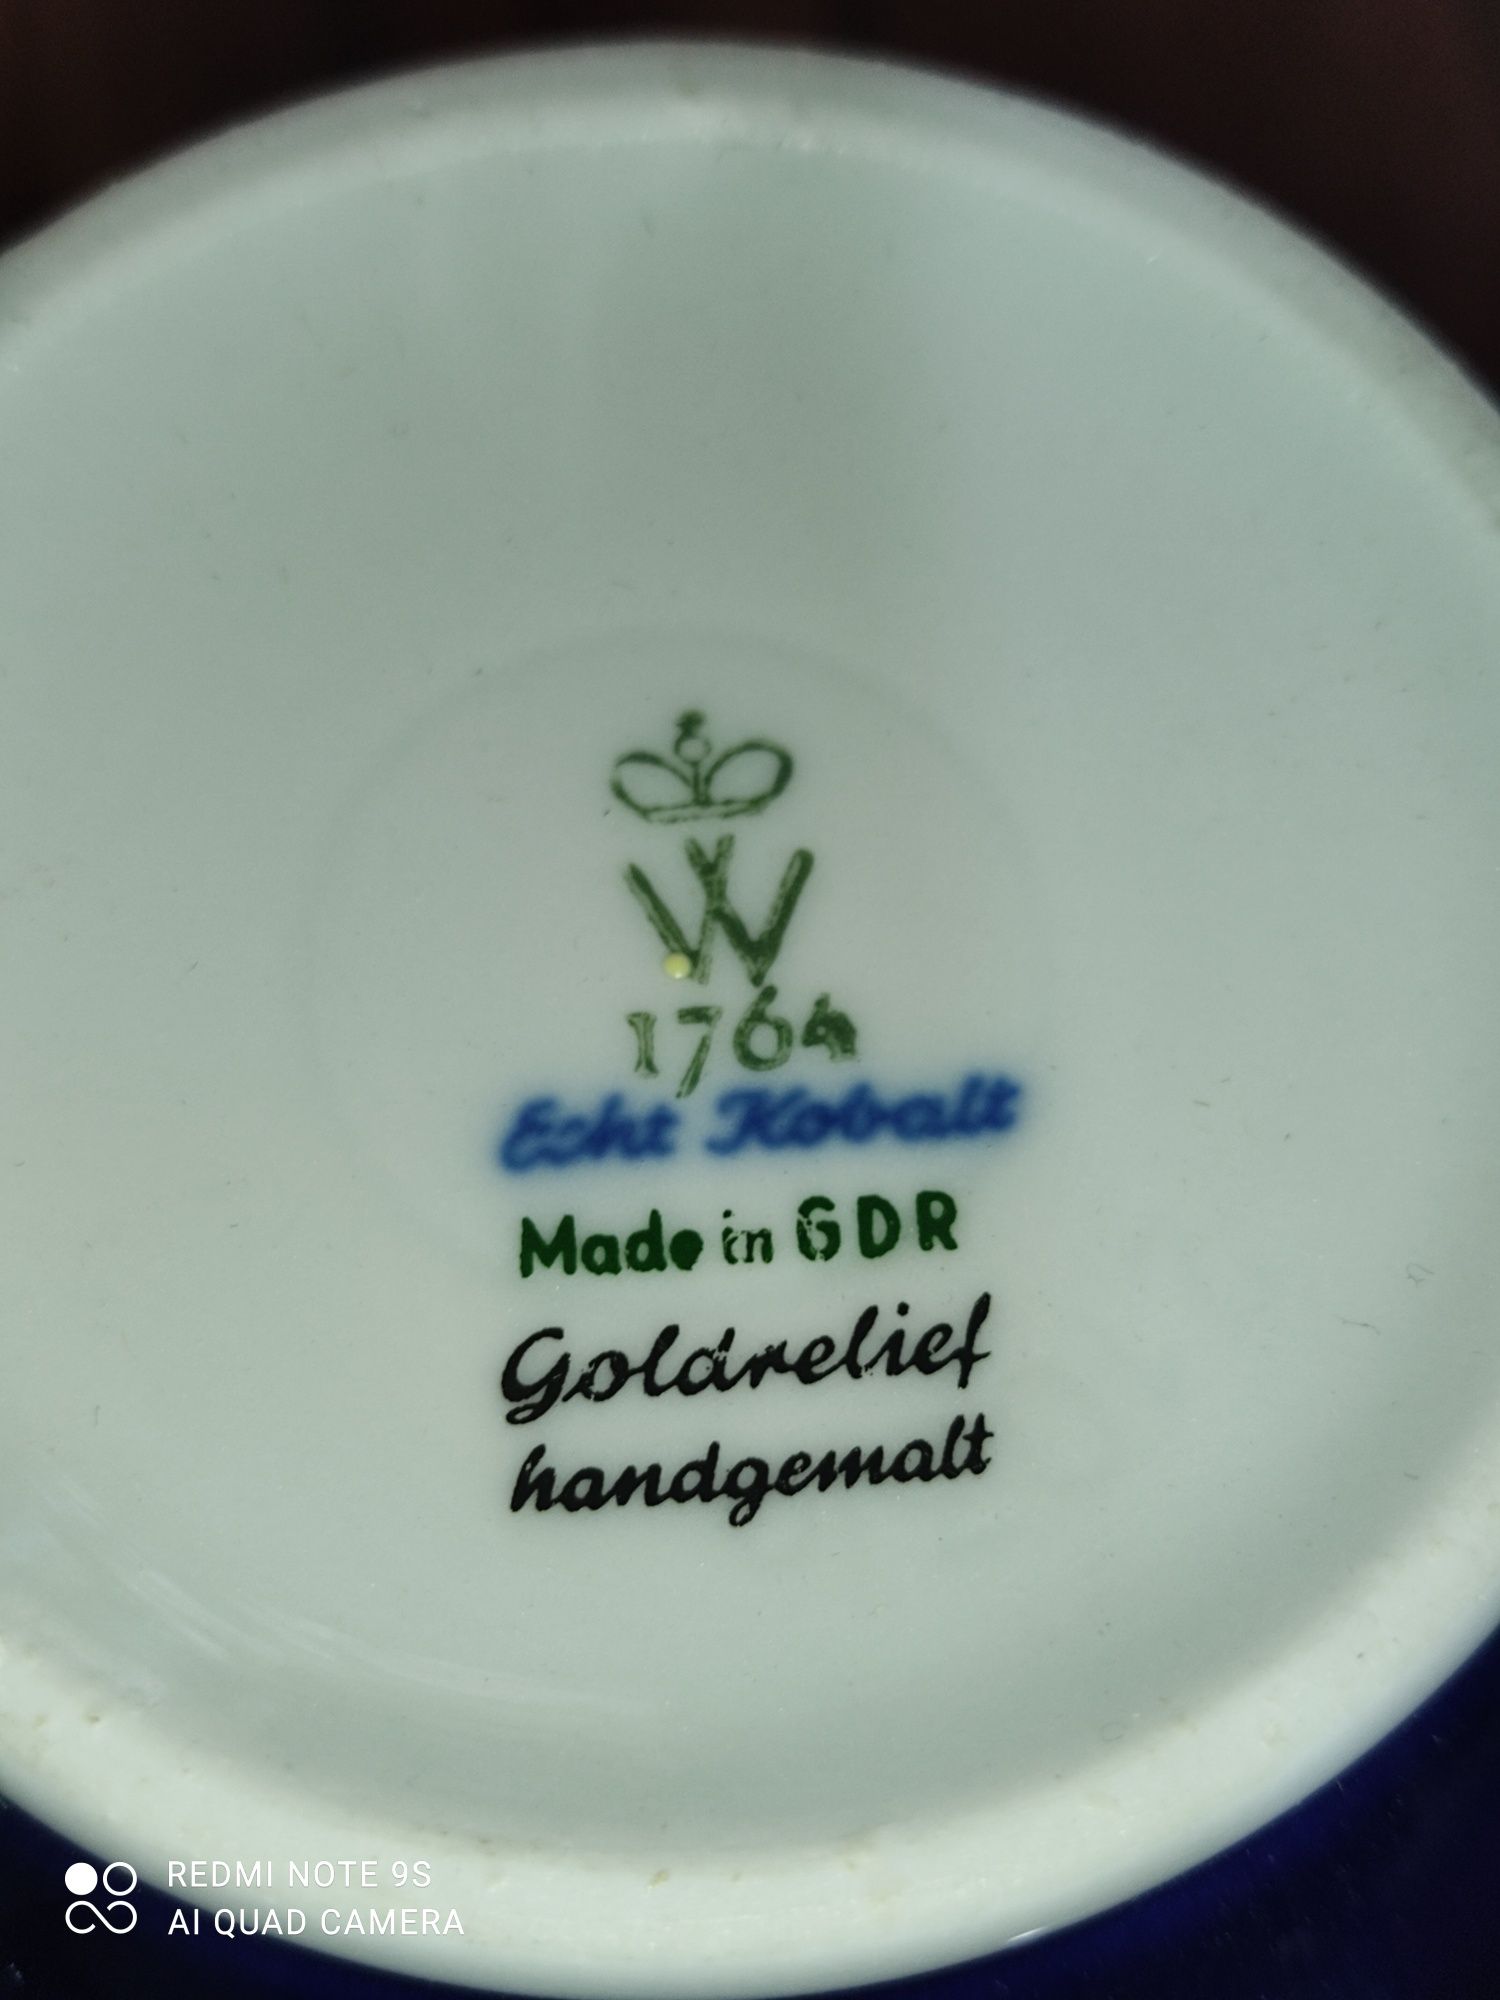 W
1764
Echt Kobalt
Made in GDR
Goldrelief
handgemalt
REDMI NOTE 9S
AI QUAD CAMERA